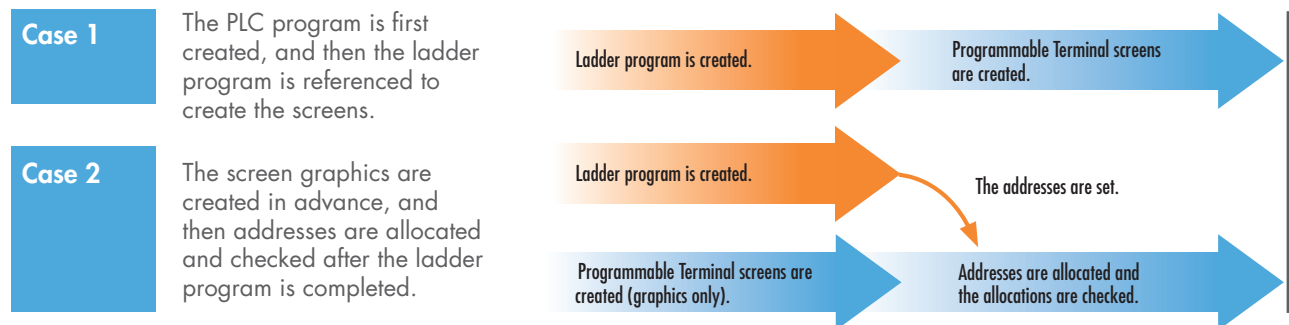 Case 1
The PLC program is first
created, and then the ladder
program is referenced to
create the screens.
Ladder program is created.
Programmable Terminal screens
are created.
Case 2
The screen graphics are
created in advance, and
then addresses are allocated
and checked after the ladder
program is completed.
Ladder program is created.
The addresses are set.
Programmable Terminal screens are
created (graphics only).
Addresses are allocated and
the allocations are checked.